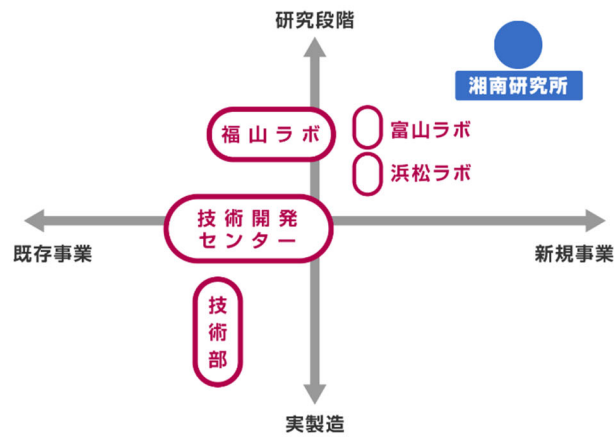 研究段階
湘南研究所
福山ラボ
富山ラボ
浜松ラボ
技術開発
センター
既存事業
新規事業
技術部
実製造